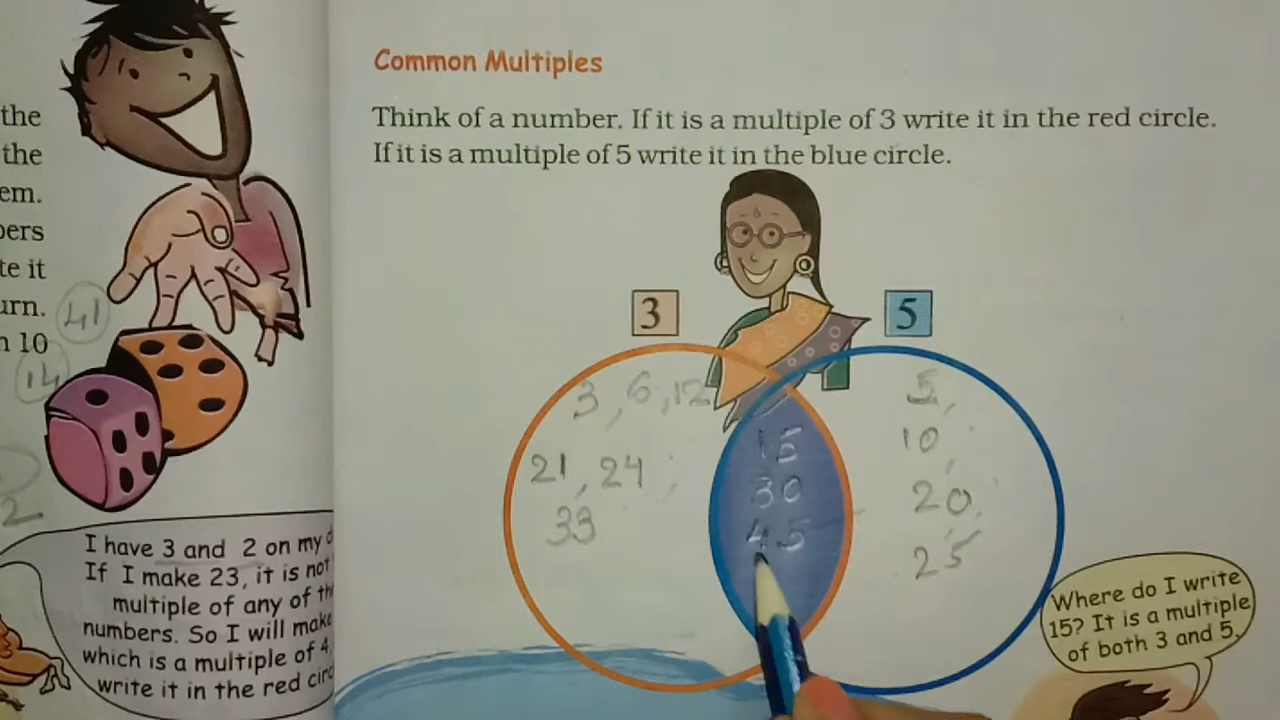 the
the
em.
bers
te it
urn.
n 10
41
14
2
I have 3 and 2 on my d
If I make 23, it is not
multiple of any of th
numbers. So I will make
which is a multiple of 4.
write it in the red circ
Common Multiples
Think of a number. If it is a multiple of 3 write it in the red circle.
If it is a multiple of 5 write it in the blue circle.
3
5
3, 6, 12
21, 24
33
15
30
45
5,
10,
20,
25
Where do I write
15? It is a multiple
of both 3 and 5.